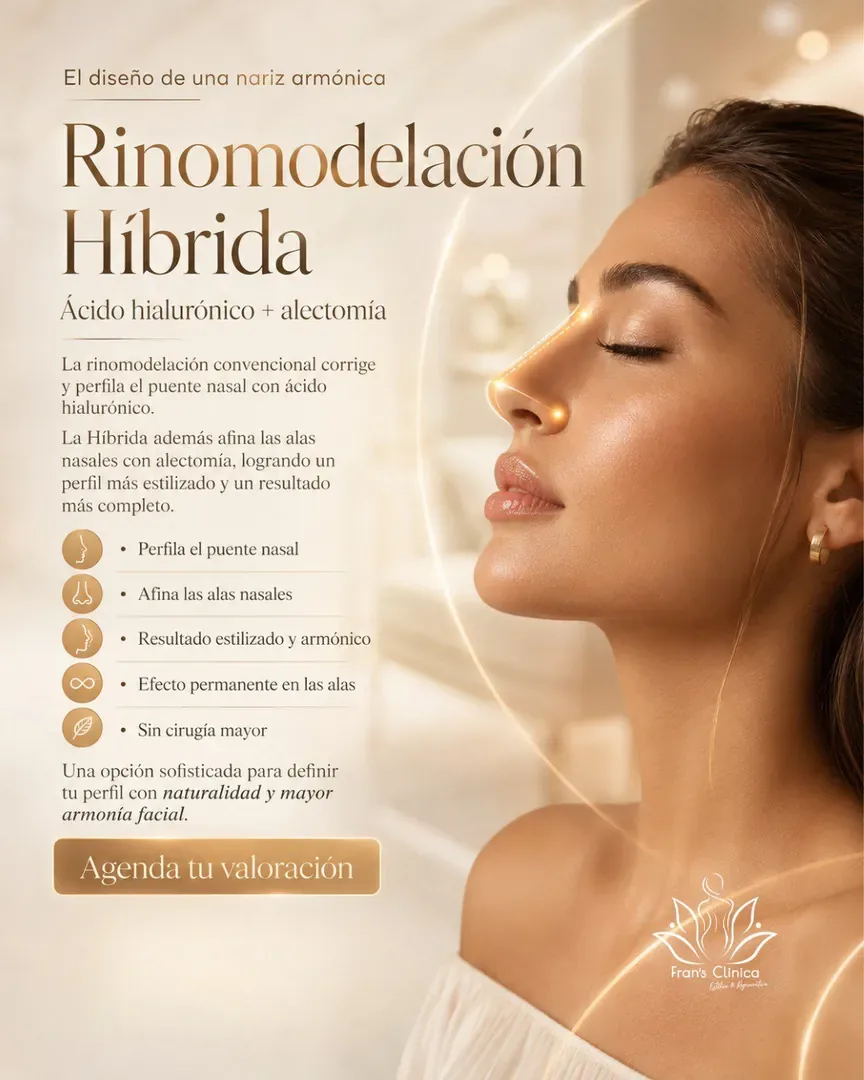 El diseño de una nariz armónica
Rinomodelación
Híbrida
Ácido hialurónico + alectomía
La rinomodelación convencional corrige
y perfila el puente nasal con ácido
hialurónico.
La Híbrida además afina las alas
nasales con alectomía, logrando un
perfil más estilizado y un resultado
más completo.
• Perfila el puente nasal
• Afina las alas nasales
• Resultado estilizado y armónico
• Efecto permanente en las alas
• Sin cirugía mayor
Una opción sofisticada para definir
tu perfil con naturalidad y mayor
armonía facial.
Agenda tu valoración
Fran's Clinica